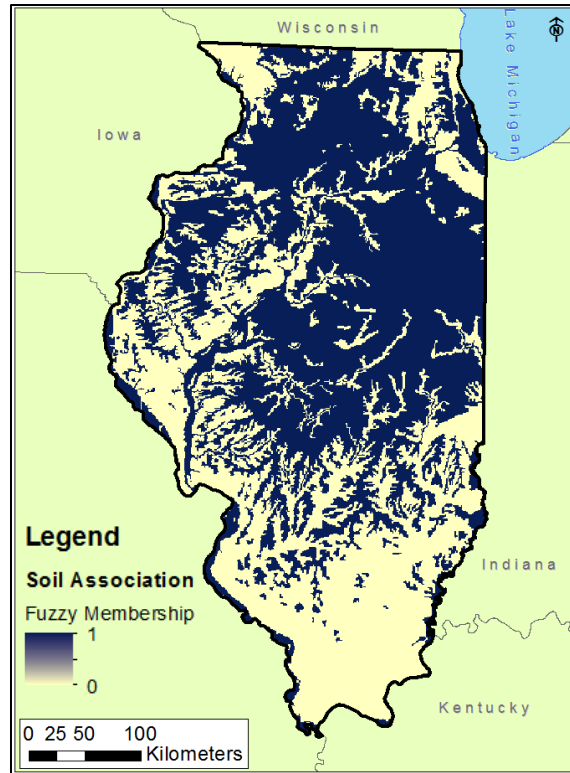 Wisconsin
N
Lake Michigan
Iowa
Legend
Soil Association
Fuzzy Membership
1
0
Indiana
Kentucky
0 25 50 100
Kilometers